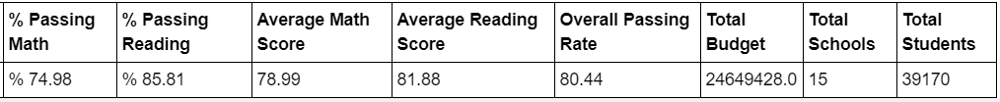 % Passing Math % Passing Reading Average Math Score Average Reading Score Overall Passing Rate Total Budget Total Schools Total Students
% 74.98 % 85.81 78.99 81.88 80.44 24649428.0 15 39170